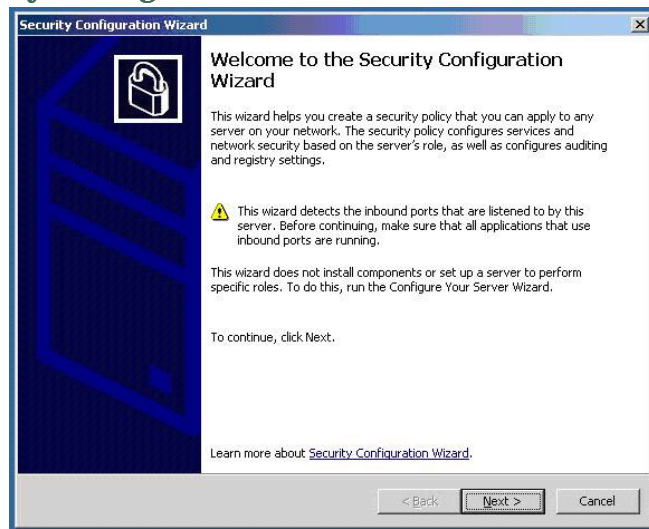 Security Configuration Wizard
Welcome to the Security Configuration
Wizard
This wizard helps you create a security policy that you can apply to any
server on your network. The security policy configures services and
network security based on the server's role, as well as configures auditing
and registry settings.
This wizard detects the inbound ports that are listened to by this
server. Before continuing, make sure that all applications that use
inbound ports are running.
This wizard does not install components or set up a server to perform
specific roles. To do this, run the Configure Your Server Wizard.
To continue, click Next.
Learn more about Security Configuration Wizard.
< Back Next > Cancel